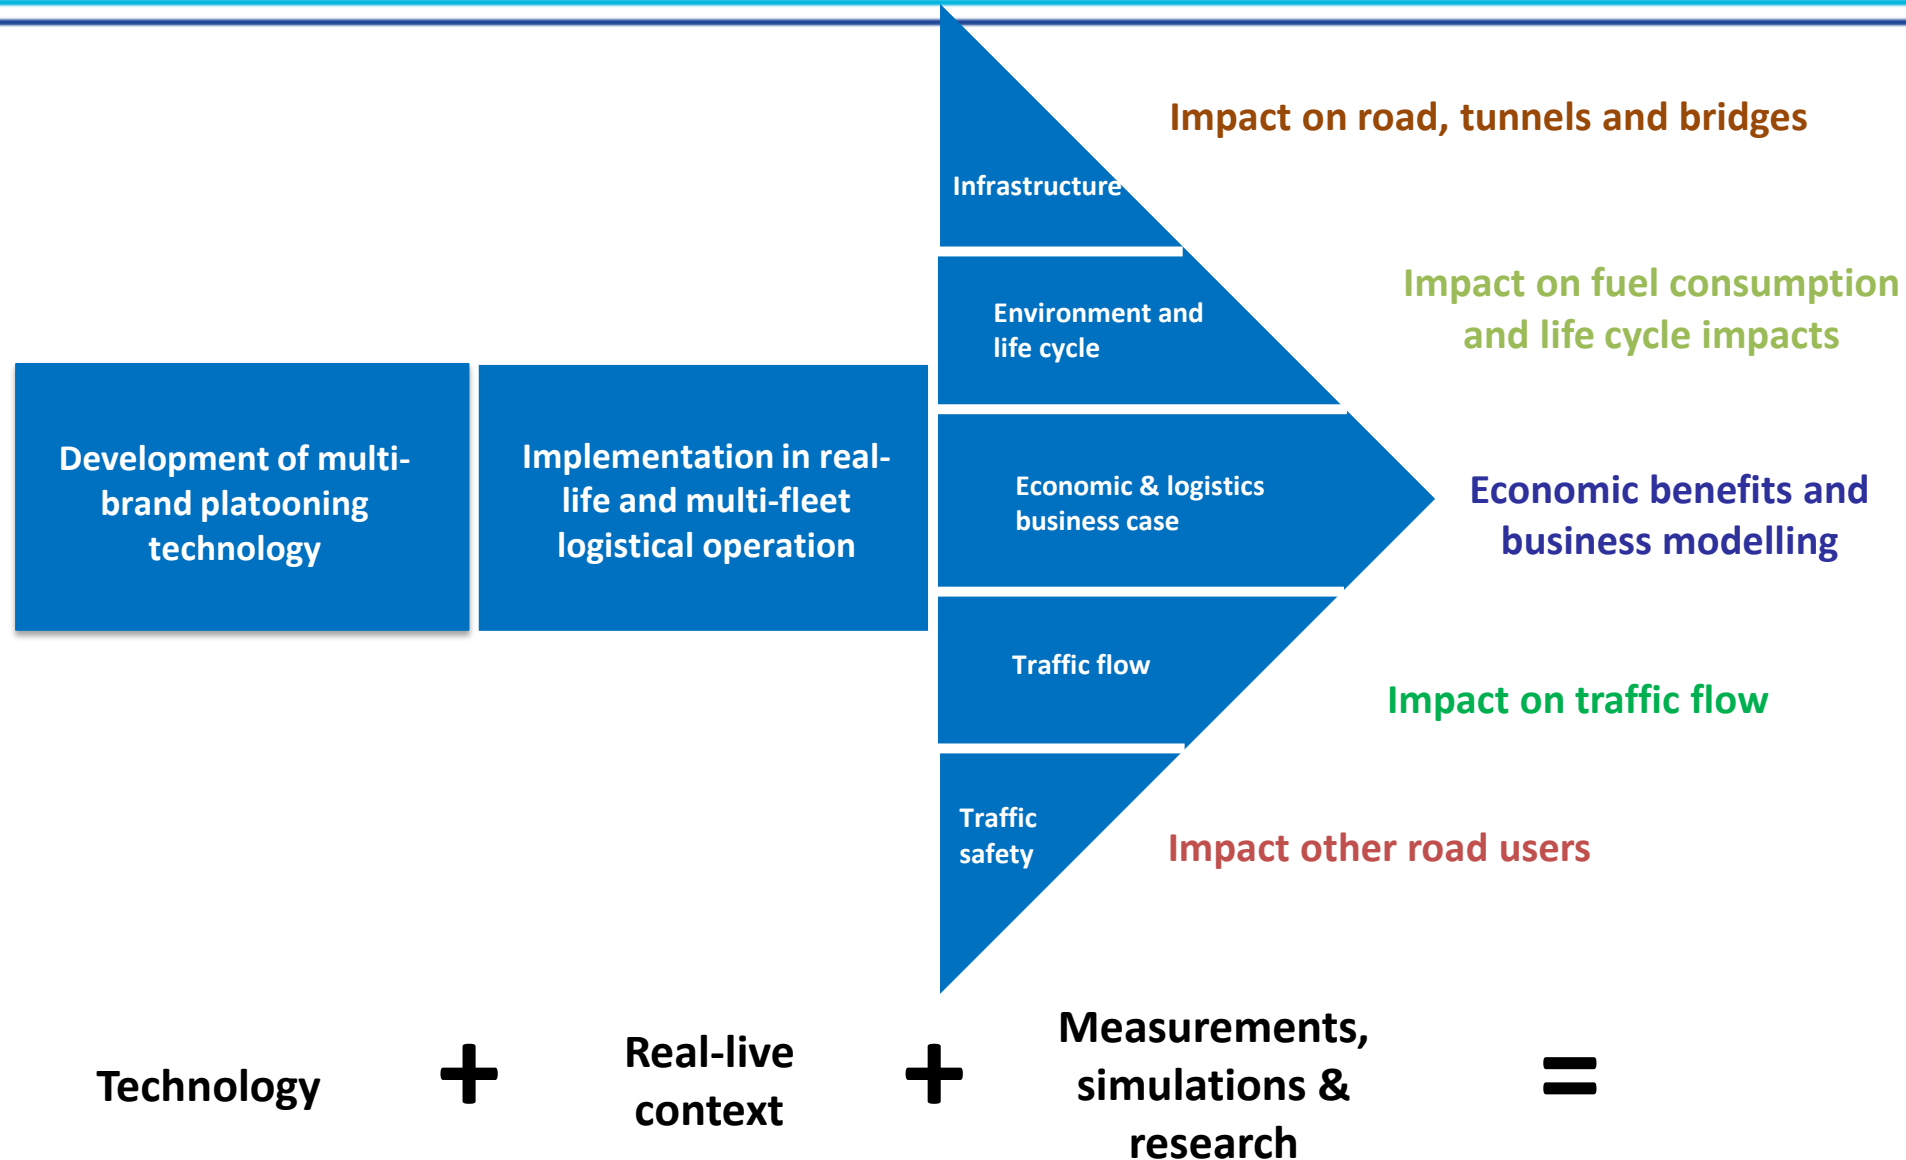 Impact on road, tunnels and bridges
Infrastructure
Impact on fuel consumption
and life cycle impacts
Environment and
life cycle
Development of multi-
brand platooning
technology
Implementation in real-
life and multi-fleet
logistical operation
Economic & logistics
business case
Economic benefits and
business modelling
Traffic flow
Impact on traffic flow
Traffic
safety
Impact other road users
Technology
+
Real-live
context
+
Measurements,
simulations &
research
=